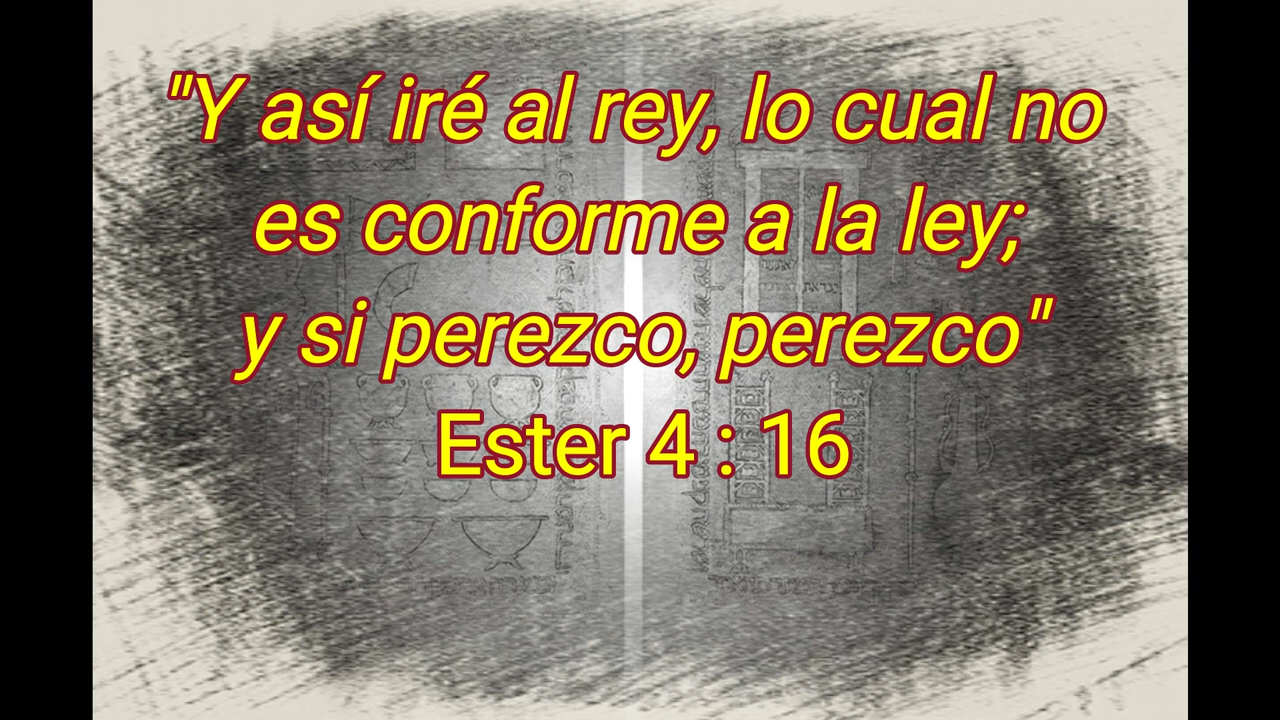 "Y así iré al rey, lo cual no
es conforme a la ley;
y si perezco, perezco"
Ester 4 : 16